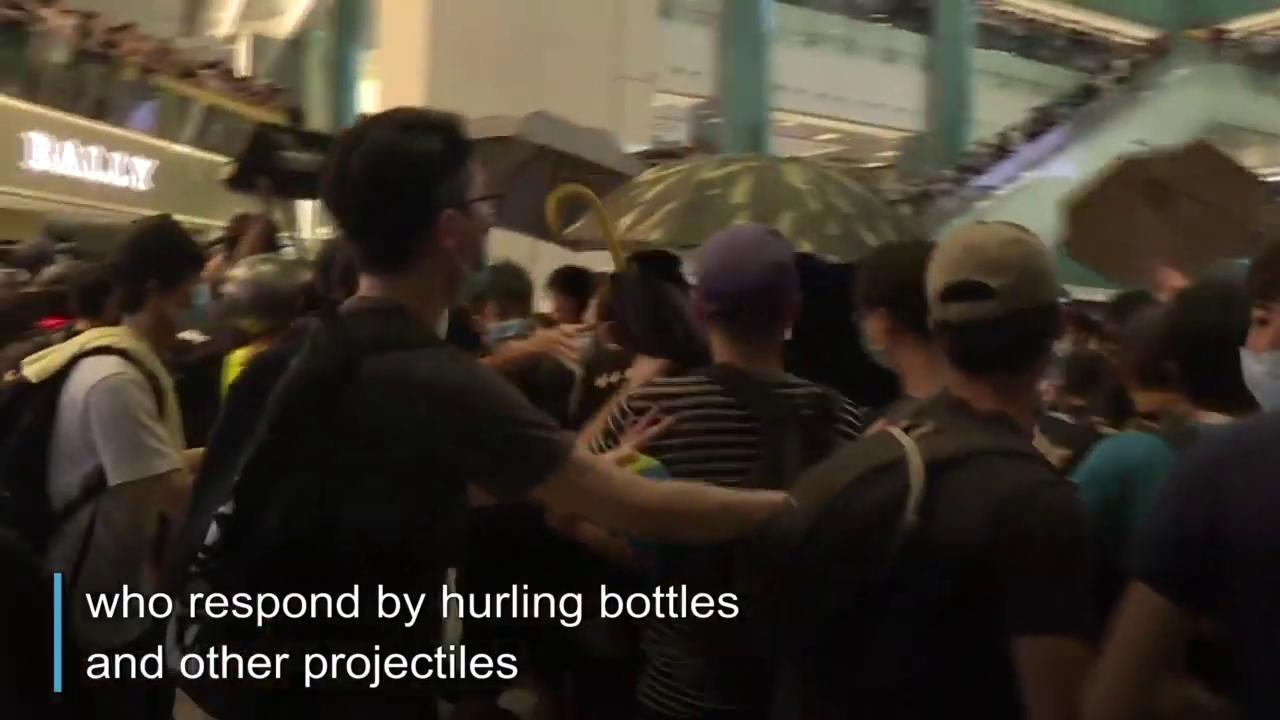 BALLY
who respond by hurling bottles
and other projectiles